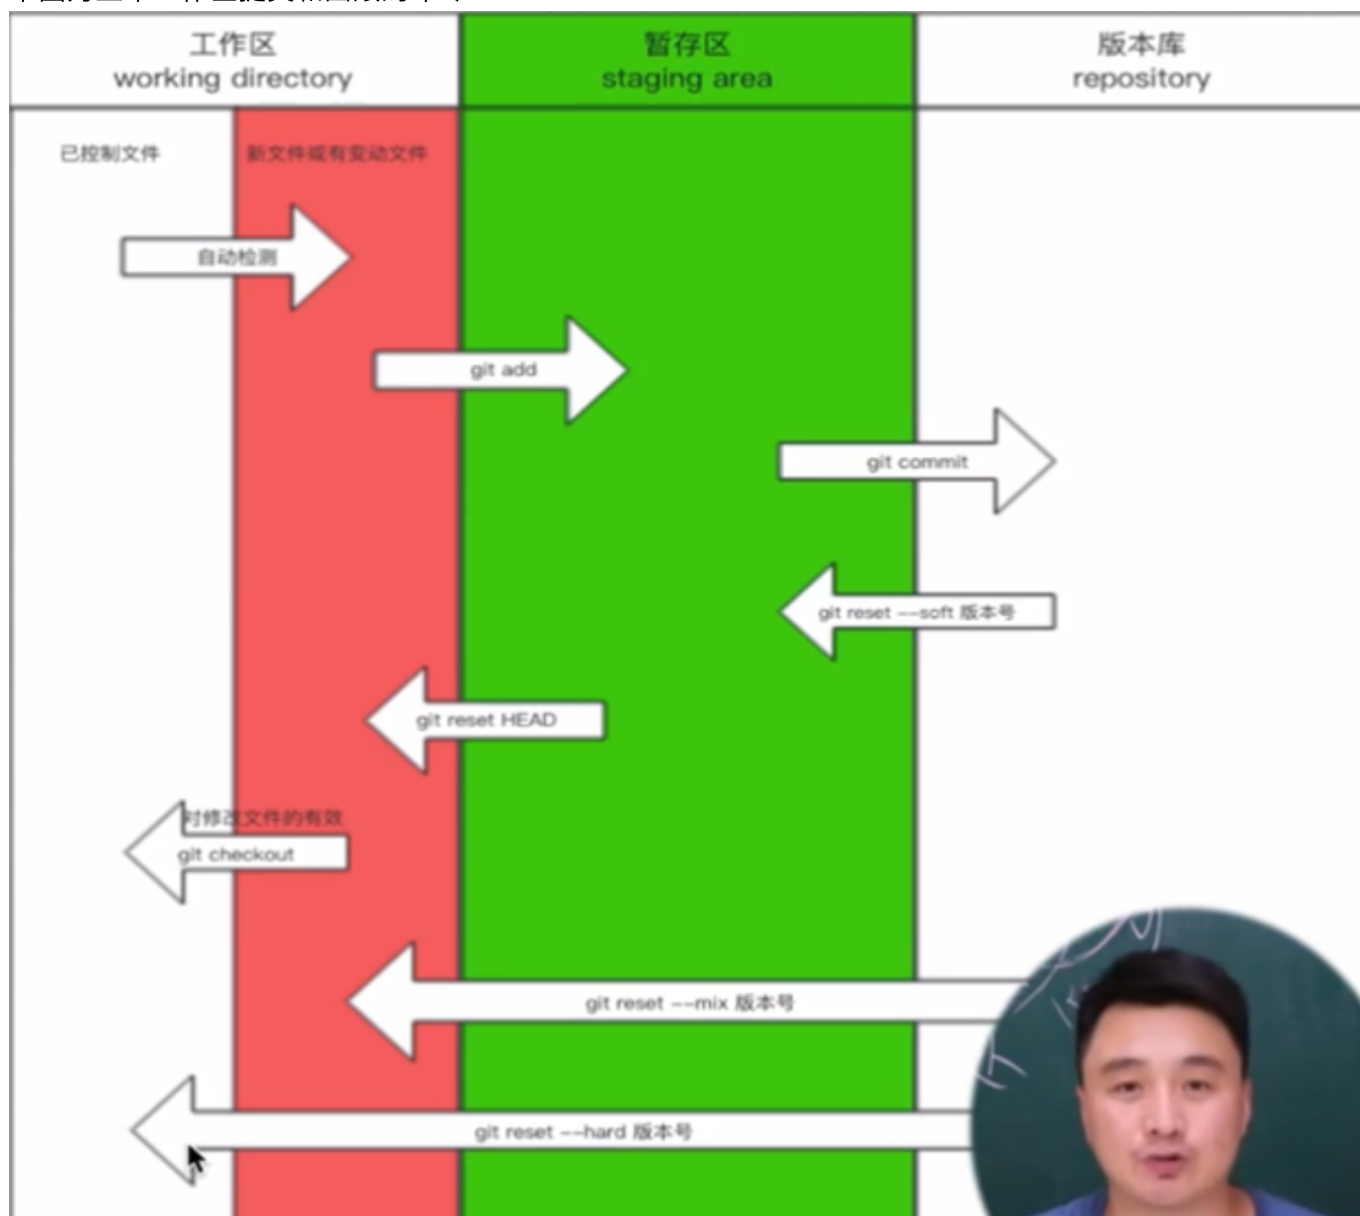 工作区
working directory
暂存区
staging area
版本库
repository
已控制文件
新文件或有变动文件
自动检测
git add
git commit
git reset --soft 版本号
git reset HEAD
对修改文件的有效
git checkout
git reset --mix 版本号
git reset --hard 版本号